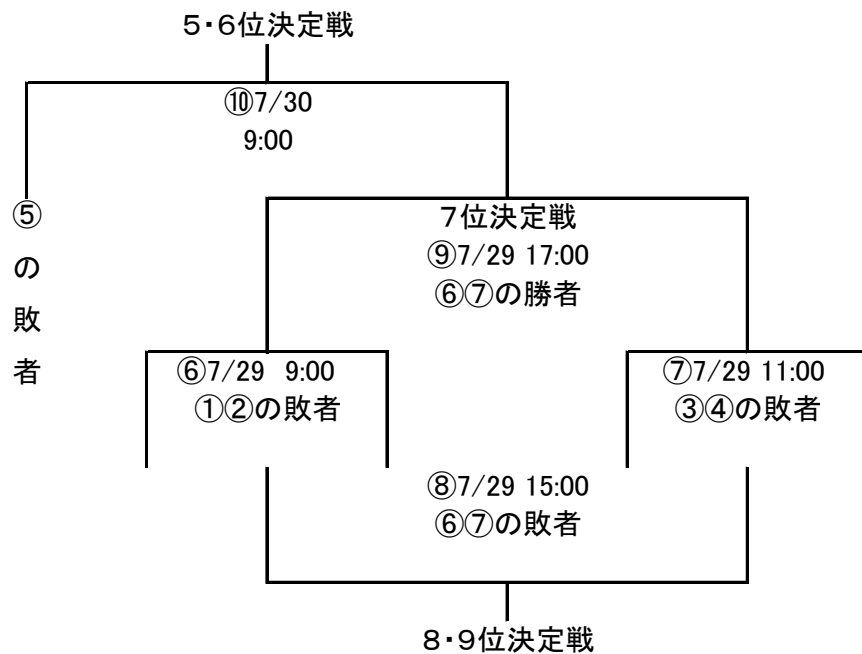 ５・６位決定戦
⑩7/30
9:00
⑤の敗者
７位決定戦
⑨7/29 17:00
⑥⑦の勝者
⑥7/29 9:00
①②の敗者
⑦7/29 11:00
③④の敗者
⑧7/29 15:00
⑥⑦の敗者
８・９位決定戦